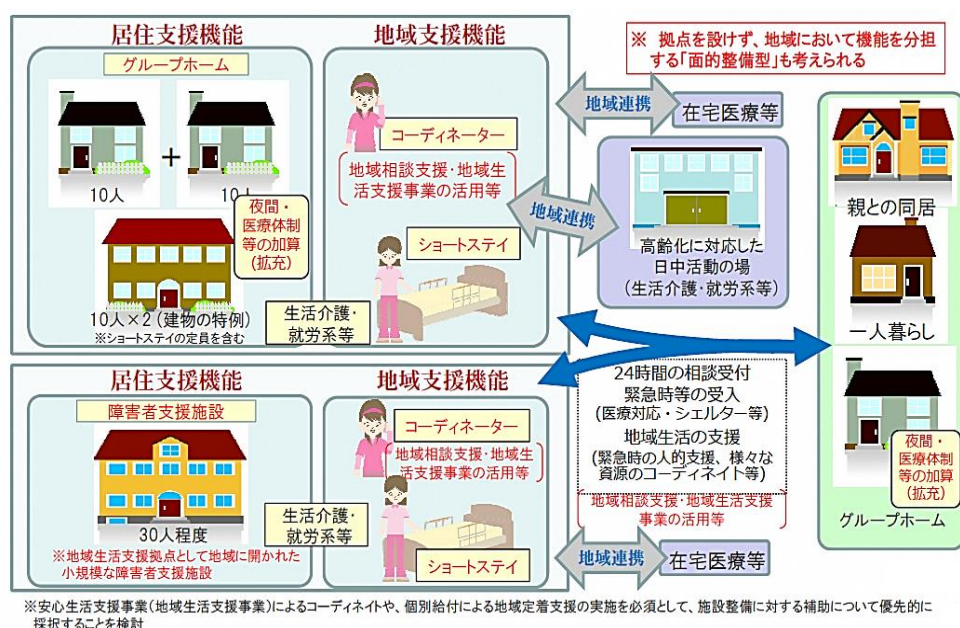 居住支援機能
地域支援機能
グループホーム
10人
+
10人
夜間・
医療体制
等の加算
(拡充)
10人×2(建物の特例)
※ショートステイの定員を含む
コーディネーター
地域相談支援・地域生
活支援事業の活用等
ショートステイ
生活介護・
就労系等
※ 拠点を設けず、地域において機能を分担
する「面的整備型」も考えられる
地域連携
在宅医療等
地域連携
高齢化に対応した
日中活動の場
(生活介護・就労系等)
親との同居
一人暮らし
夜間・
医療体制
等の加算
(拡充)
グループホーム
24時間の相談受付
緊急時等の受入
(医療対応・シェルター等)
地域生活の支援
(緊急時の人的支援、様々な
資源のコーディネイト等)
地域相談支援・地域生活支援
事業の活用等
居住支援機能
地域支援機能
障害者支援施設
30人程度
※地域生活支援拠点として地域に開かれた
小規模な障害者支援施設
コーディネーター
地域相談支援・地域生
活支援事業の活用等
生活介護・
就労系等
ショートステイ
地域連携
在宅医療等
※安心生活支援事業(地域生活支援事業)によるコーディネイトや、個別給付による地域定着支援の実施を必須として、施設整備に対する補助について優先的に
採択することを検討